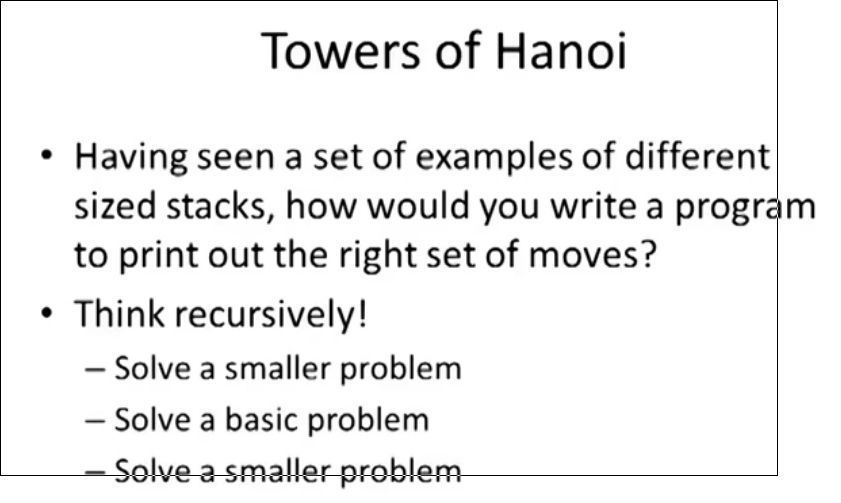 Towers of Hanoi
• Having seen a set of examples of different
sized stacks, how would you write a program
to print out the right set of moves?
• Think recursively!
– Solve a smaller problem
– Solve a basic problem
– Solve a smaller problem